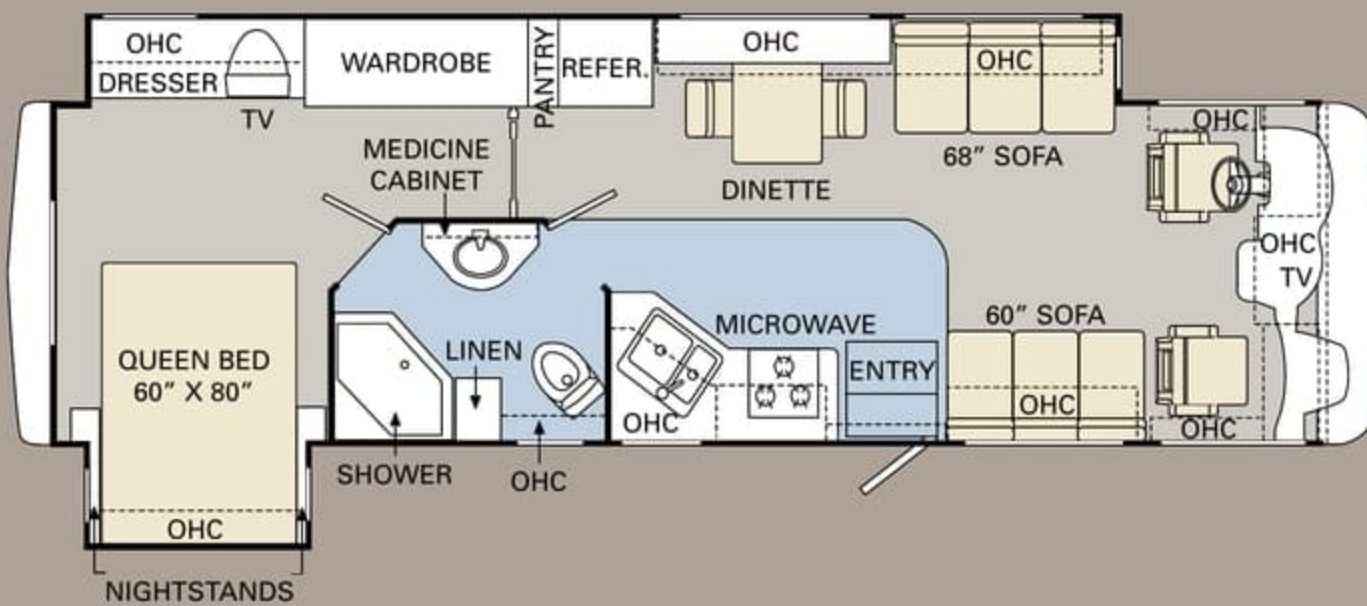 OHC
DRESSER
TV
WARDROBE
PANTRY
REFER.
OHC
DINETTE
OHC
68" SOFA
OHC
OHC
TV
MEDICINE
CABINET
QUEEN BED
60" X 80"
OHC
NIGHTSTANDS
SHOWER
LINEN
OHC
OHC
MICROWAVE
ENTRY
60" SOFA
OHC
OHC